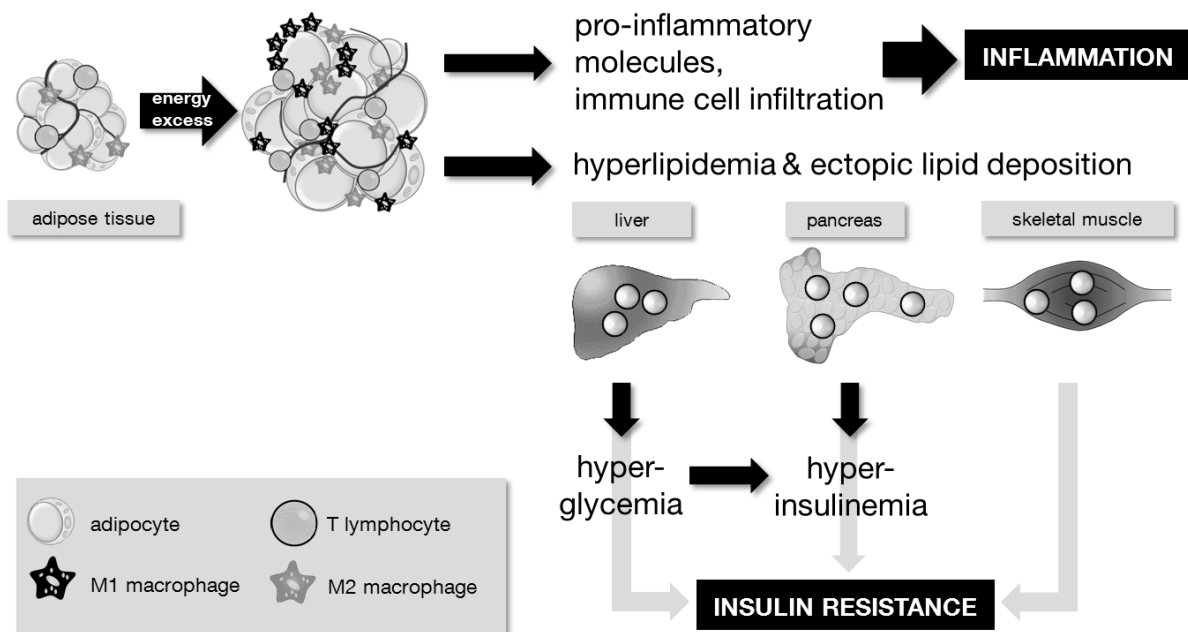 pro-inflammatory
molecules,
immune cell infiltration
INFLAMMATION
energy
excess
hyperlipidemia & ectopic lipid deposition
adipose tissue
liver
pancreas
skeletal muscle
hyper-
glycemia
hyper-
insulinemia
adipocyte
T lymphocyte
M1 macrophage
M2 macrophage
INSULIN RESISTANCE